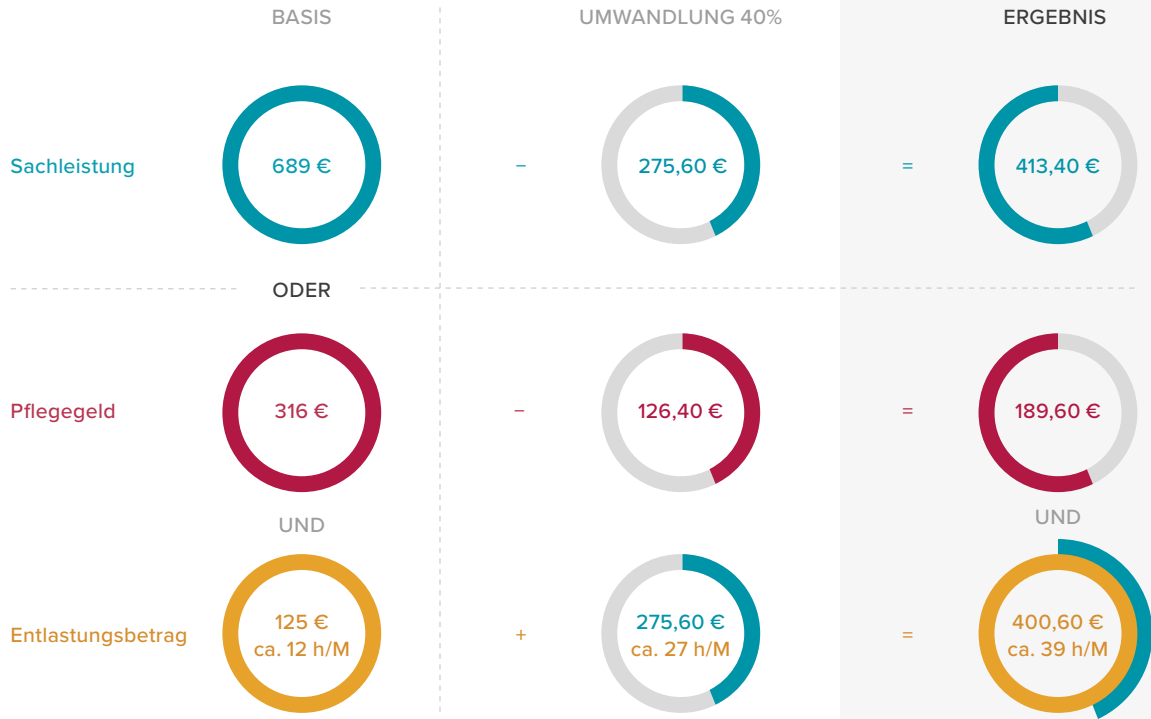 BASIS
UMWANDLUNG 40%
ERGEBNIS
Sachleistung
689 €
–
275,60 €
=
413,40 €
ODER
Pflegegeld
316 €
–
126,40 €
=
189,60 €
UND
UND
Entlastungsbetrag
125 €
ca. 12 h/M
+
275,60 €
ca. 27 h/M
=
400,60 €
ca. 39 h/M